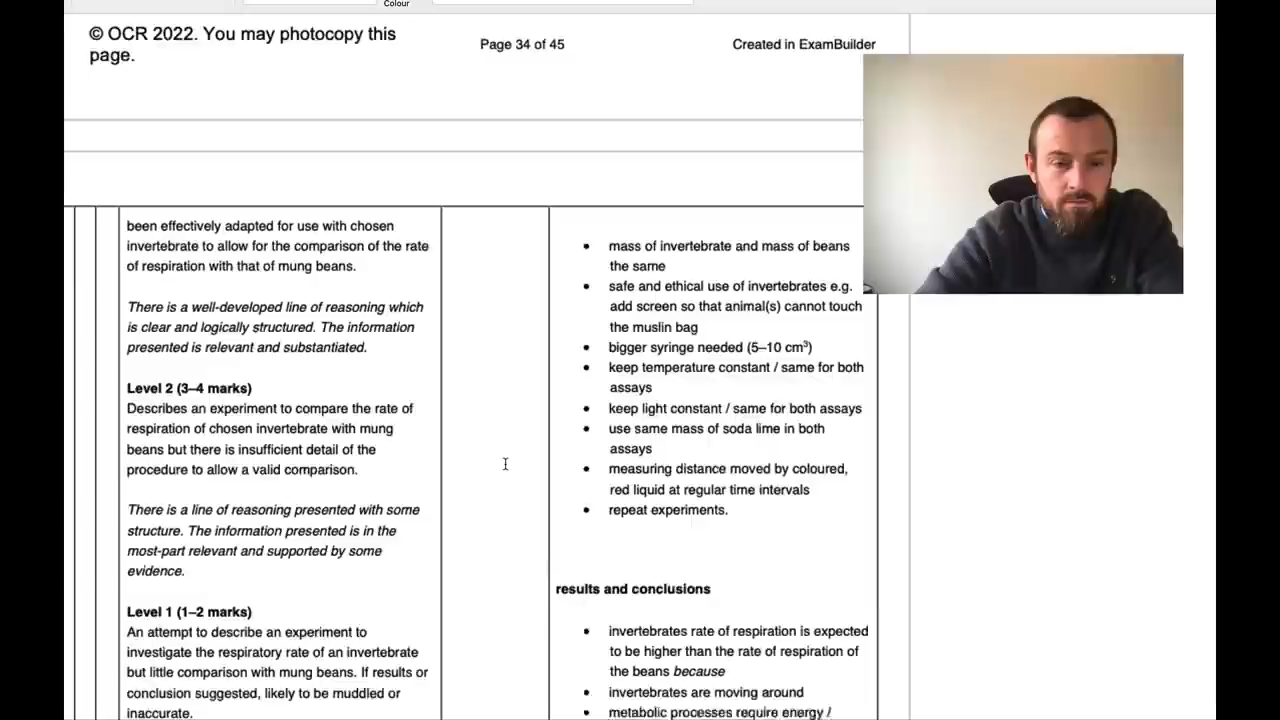 Colour
© OCR 2022. You may photocopy this
page.
Page 34 of 45
Created in ExamBuilder
been effectively adapted for use with chosen
invertebrate to allow for the comparison of the rate
of respiration with that of mung beans.
There is a well-developed line of reasoning which
is clear and logically structured. The information
presented is relevant and substantiated.
Level 2 (3–4 marks)
Describes an experiment to compare the rate of
respiration of chosen invertebrate with mung
beans but there is insufficient detail of the
procedure to allow a valid comparison.
There is a line of reasoning presented with some
structure. The information presented is in the
most-part relevant and supported by some
evidence.
Level 1 (1–2 marks)
An attempt to describe an experiment to
investigate the respiratory rate of an invertebrate
but little comparison with mung beans. If results or
conclusion suggested, likely to be muddled or
inaccurate.
• mass of invertebrate and mass of beans
the same
• safe and ethical use of invertebrates e.g.
add screen so that animal(s) cannot touch
the muslin bag
• bigger syringe needed (5–10 cm³)
• keep temperature constant / same for both
assays
• keep light constant / same for both assays
• use same mass of soda lime in both
assays
• measuring distance moved by coloured,
red liquid at regular time intervals
• repeat experiments.
results and conclusions
• invertebrates rate of respiration is expected
to be higher than the rate of respiration of
the beans because
• invertebrates are moving around
• metabolic processes require energy /